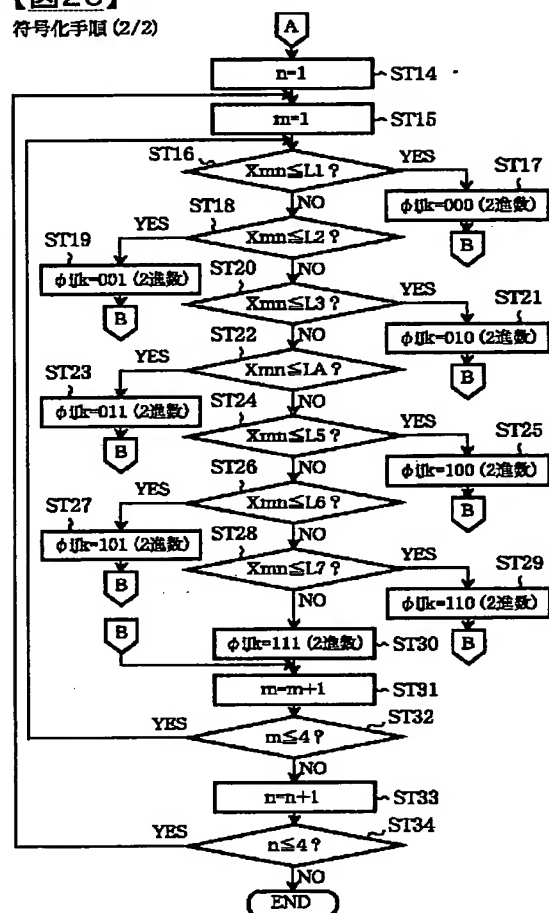 符号化手順 (2/2)
A
n=1
ST14
m=1
ST15
ST16
Xmn≦L1?
YES
ST17
φijk=000 (2進数)
NO
B
ST18
Xmn≦L2?
YES
ST19
φijk=001 (2進数)
NO
B
ST20
Xmn≦L3?
YES
ST21
φijk=010 (2進数)
NO
B
ST22
Xmn≦LA?
YES
ST23
φijk=011 (2進数)
NO
B
ST24
Xmn≦L5?
YES
ST25
φijk=100 (2進数)
NO
B
ST26
Xmn≦L6?
YES
ST27
φijk=101 (2進数)
NO
B
ST28
Xmn≦L7?
YES
ST29
φijk=110 (2進数)
NO
B
B
φijk=111 (2進数)
ST30
m=m+1
ST31
ST32
m≦4?
YES
NO
n=n+1
ST33
ST34
n≦4?
YES
NO
END